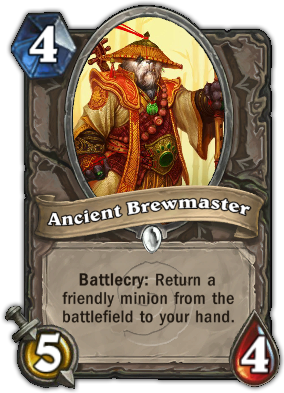 4
Ancient Brewmaster
Battlecry: Return a
friendly minion from the
battlefield to your hand.
5
4